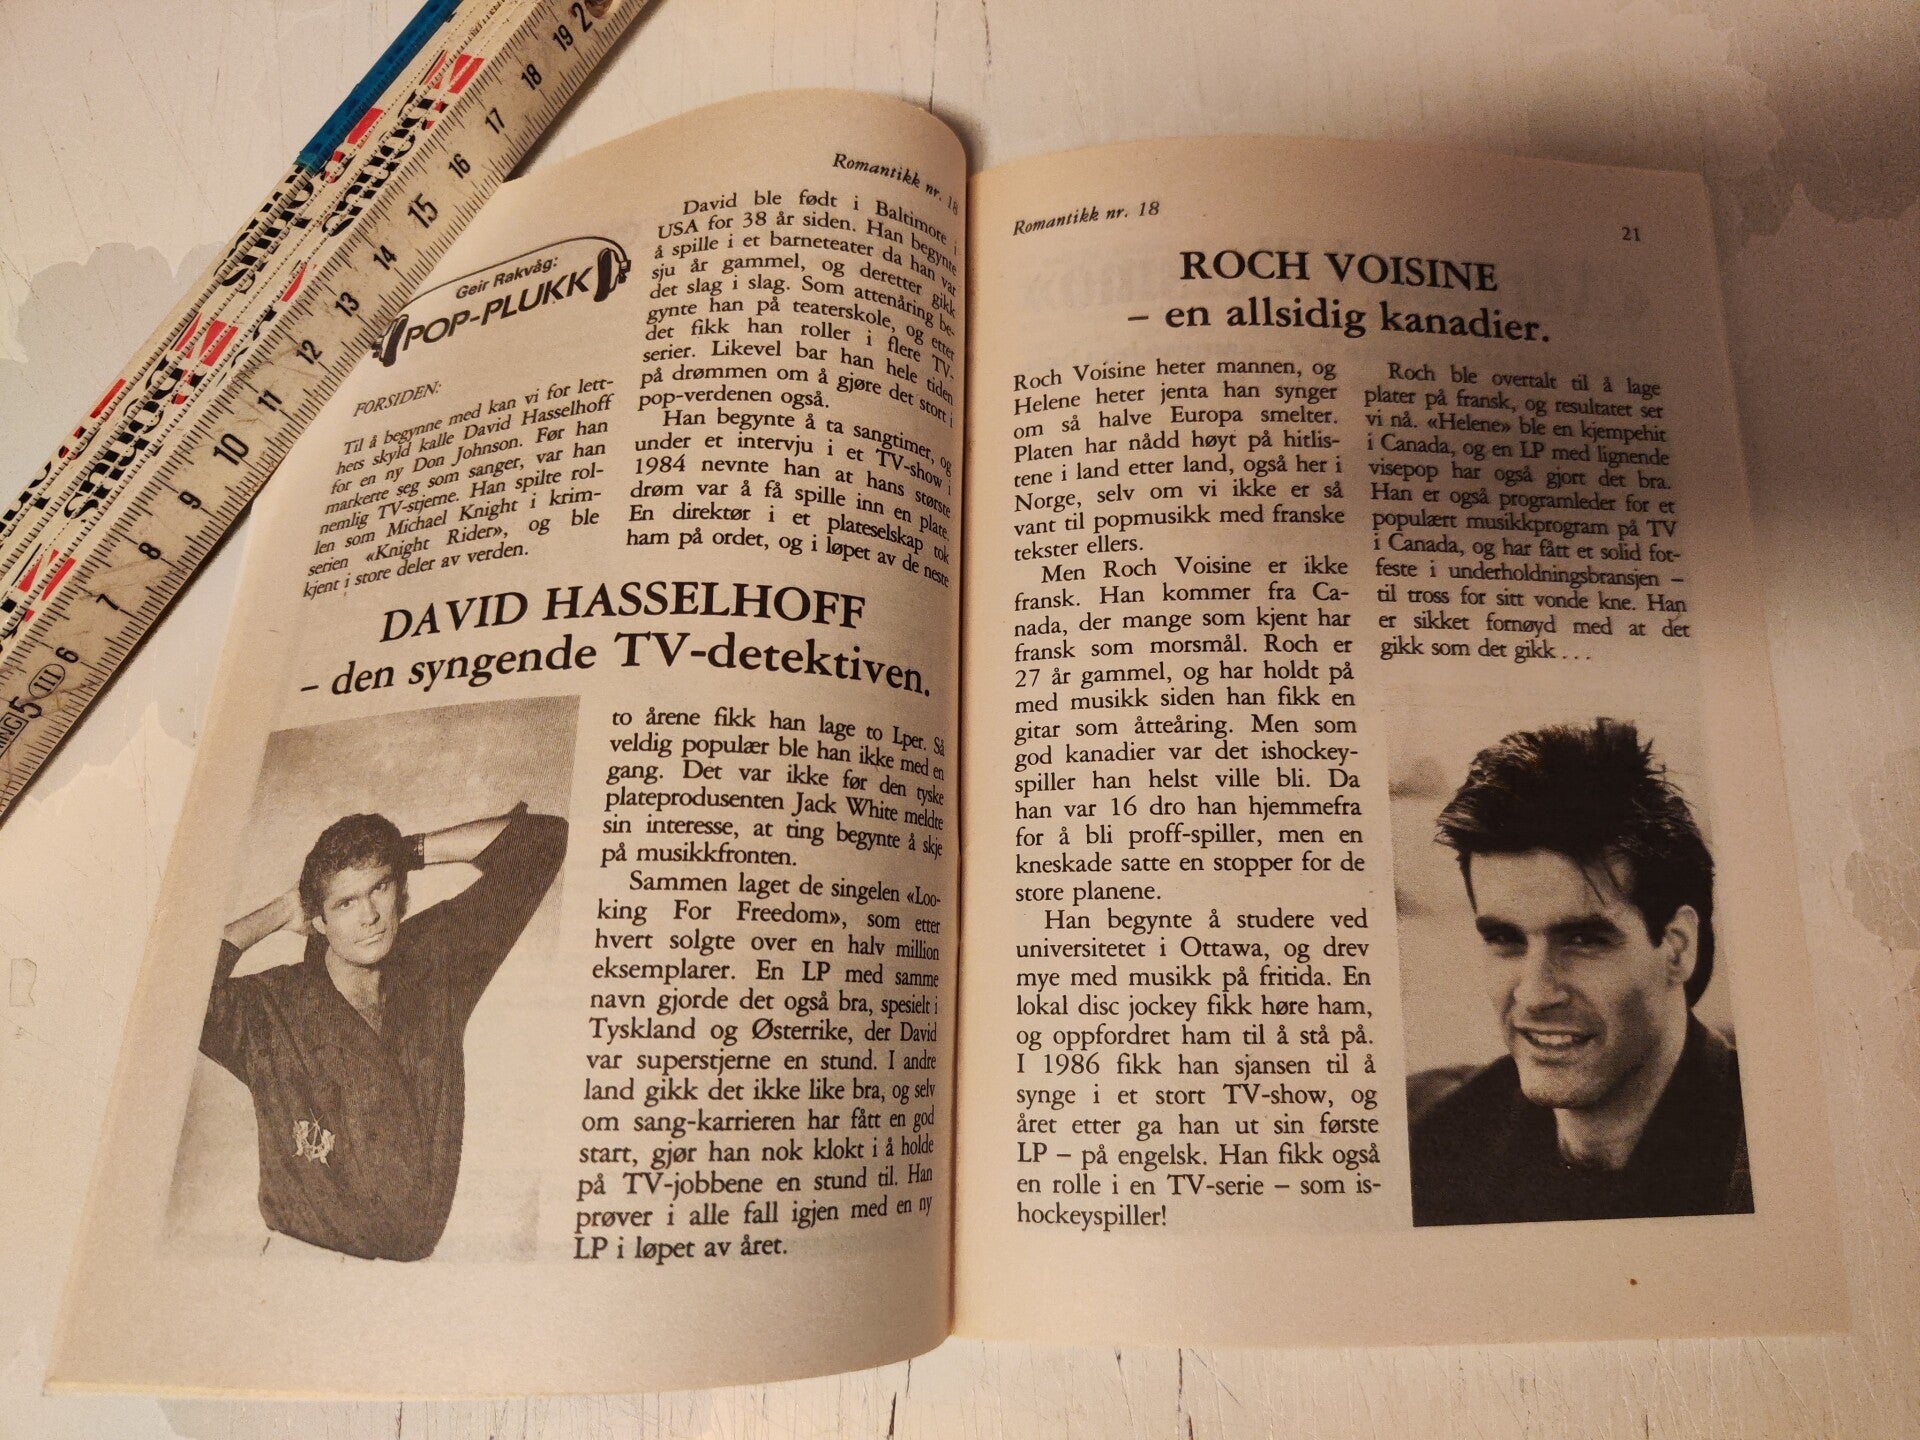 Romantikk nr. 18
Geir Rakvåg:
POP-PLUKK
FORSIDEN:
Til å begynne med kan vi for lett-
hets skyld kalle David Hasselhoff
for en ny Don Johnson. Før han
markerte seg som sanger, var han
nemlig TV-stjerne. Han spilte rol-
len som Michael Knight i krim-
serien «Knight Rider», og ble
kjent i store deler av verden.
David ble født i Baltimore i
USA for 38 år siden. Han begynte
å spille i et barneteater da han var
sju år gammel, og deretter gikk
det slag i slag. Som attenåring be-
gynte han på teaterskole, og etter
det fikk han roller i flere TV-
serier. Likevel bar han hele tiden
på drømmen om å gjøre det stort i
pop-verdenen også.
Han begynte å ta sangtimer, og
under et intervju i et TV-show i
1984 nevnte han at hans største
drøm var å få spille inn en plate.
En direktør i et plateselskap tok
ham på ordet, og i løpet av de neste
DAVID HASSELHOFF
– den syngende TV-detektiven.
to årene fikk han lage to Lper. Så
veldig populær ble han ikke med en
gang. Det var ikke før den tyske
plateprodusenten Jack White meldte
sin interesse, at ting begynte å skje
på musikkfronten.
Sammen laget de singelen «Loo-
king For Freedom», som etter
hvert solgte over en halv million
eksemplarer. En LP med samme
navn gjorde det også bra, spesielt i
Tyskland og Østerrike, der David
var superstjerne en stund. I andre
land gikk det ikke like bra, og selv
om sang-karrieren har fått en god
start, gjør han nok klokt i å holde
på TV-jobbene en stund til. Han
prøver i alle fall igjen med en ny
LP i løpet av året.
Romantikk nr. 18
21
ROCH VOISINE
– en allsidig kanadier.
Roch Voisine heter mannen, og
Helene heter jenta han synger
om så halve Europa smelter.
Platen har nådd høyt på hitlis-
tene i land etter land, også her i
Norge, selv om vi ikke er så
vant til popmusikk med franske
tekster ellers.
Men Roch Voisine er ikke
fransk. Han kommer fra Ca-
nada, der mange som kjent har
fransk som morsmål. Roch er
27 år gammel, og har holdt på
med musikk siden han fikk en
gitar som åtteåring. Men som
god kanadier var det ishockey-
spiller han helst ville bli. Da
han var 16 dro han hjemmefra
for å bli proff-spiller, men en
kneskade satte en stopper for de
store planene.
Han begynte å studere ved
universitetet i Ottawa, og drev
mye med musikk på fritida. En
lokal disc jockey fikk høre ham,
og oppfordret ham til å stå på.
I 1986 fikk han sjansen til å
synge i et stort TV-show, og
året etter ga han ut sin første
LP – på engelsk. Han fikk også
en rolle i en TV-serie – som is-
hockeyspiller!
Roch ble overtalt til å lage
plater på fransk, og resultatet ser
vi nå. «Helene» ble en kjempehit
i Canada, og en LP med lignende
visepop har også gjort det bra.
Han er også programleder for et
populært musikkprogram på TV
i Canada, og har fått et solid fot-
feste i underholdningsbransjen –
til tross for sitt vonde kne. Han
er sikket fornøyd med at det
gikk som det gikk . . .
5 III 6 7 8 9 10 11 12 13 14 15 16 17 18 19 2